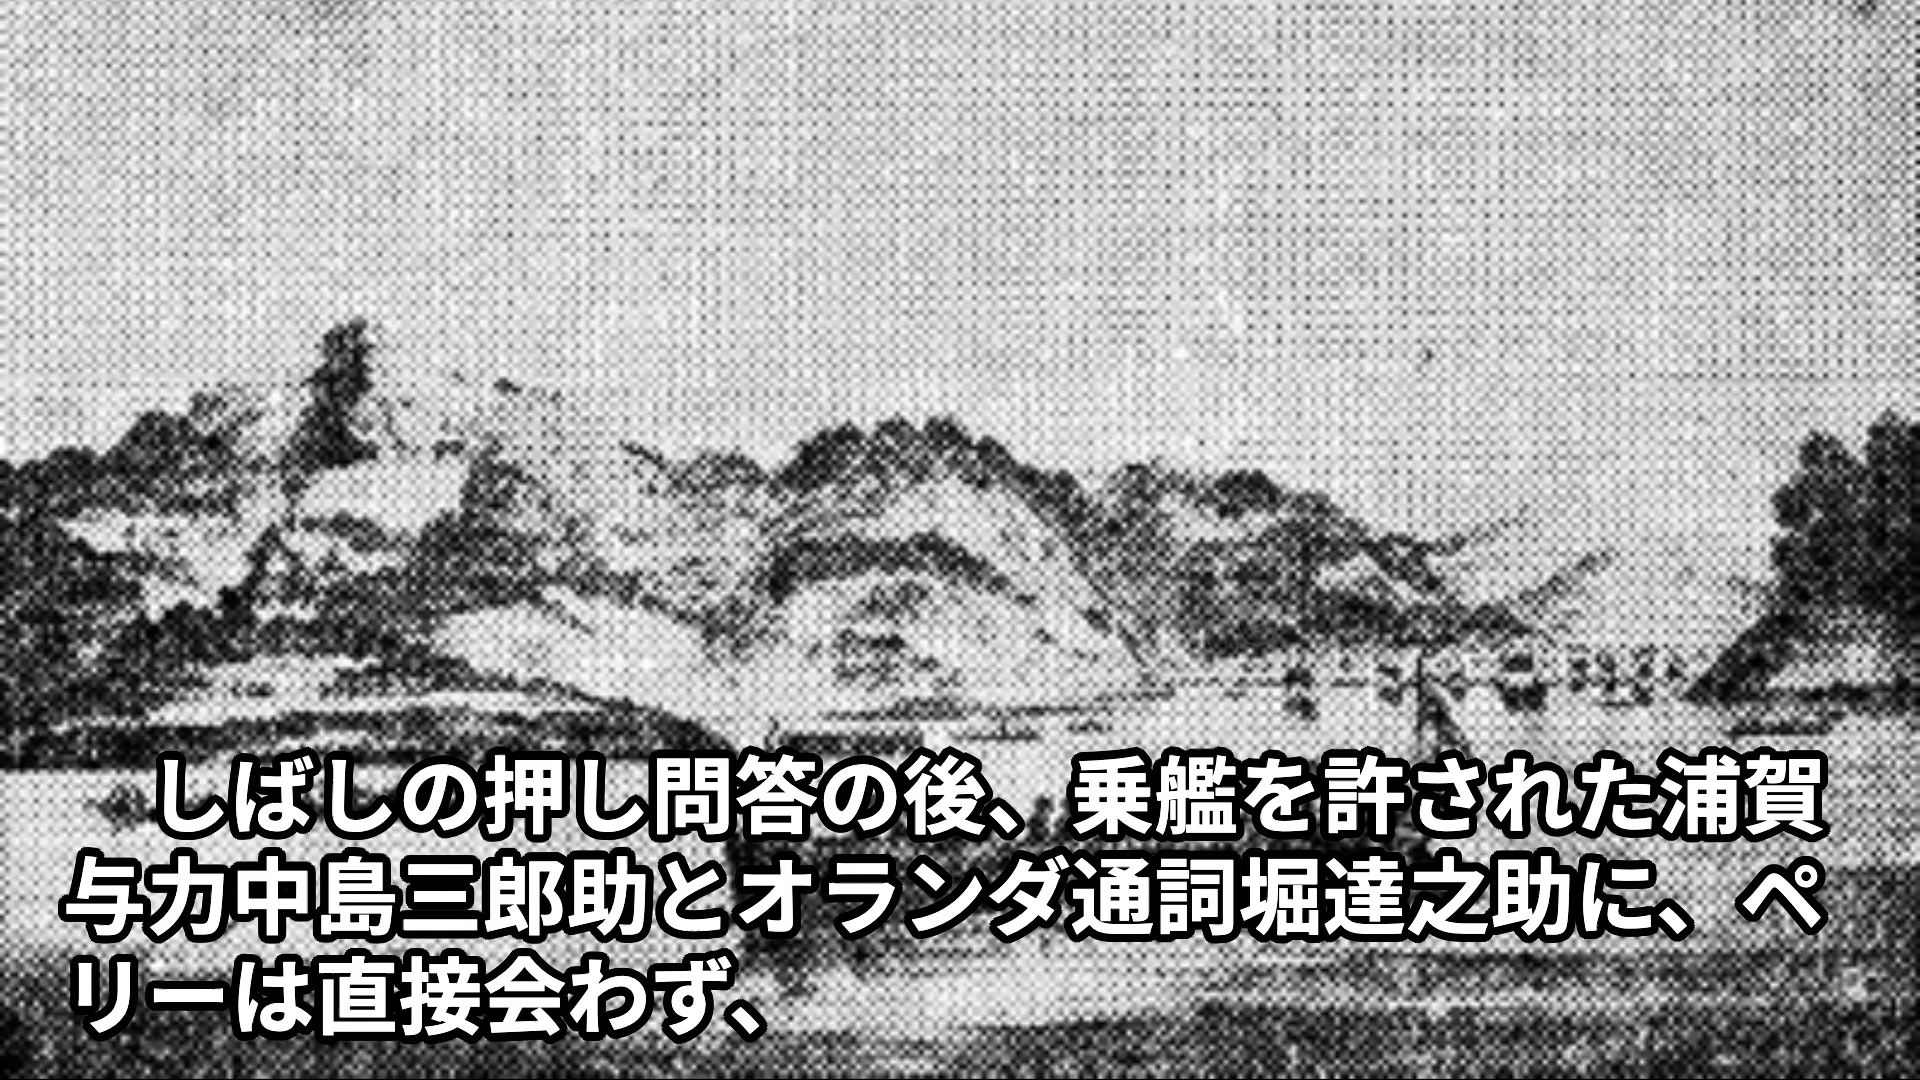 しばしの押し問答の後、乗艦を許された浦賀
与力中島三郎助とオランダ通詞堀達之助に、ペ
リーは直接会わず、